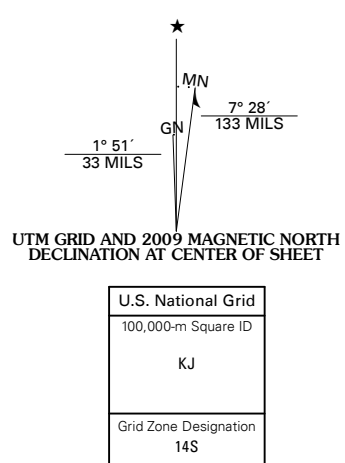 ★
MN
7° 28´
133 MILS
GN
1° 51´
33 MILS
UTM GRID AND 2009 MAGNETIC NORTH
DECLINATION AT CENTER OF SHEET
U.S. National Grid
100,000-m Square ID
KJ
Grid Zone Designation
14S